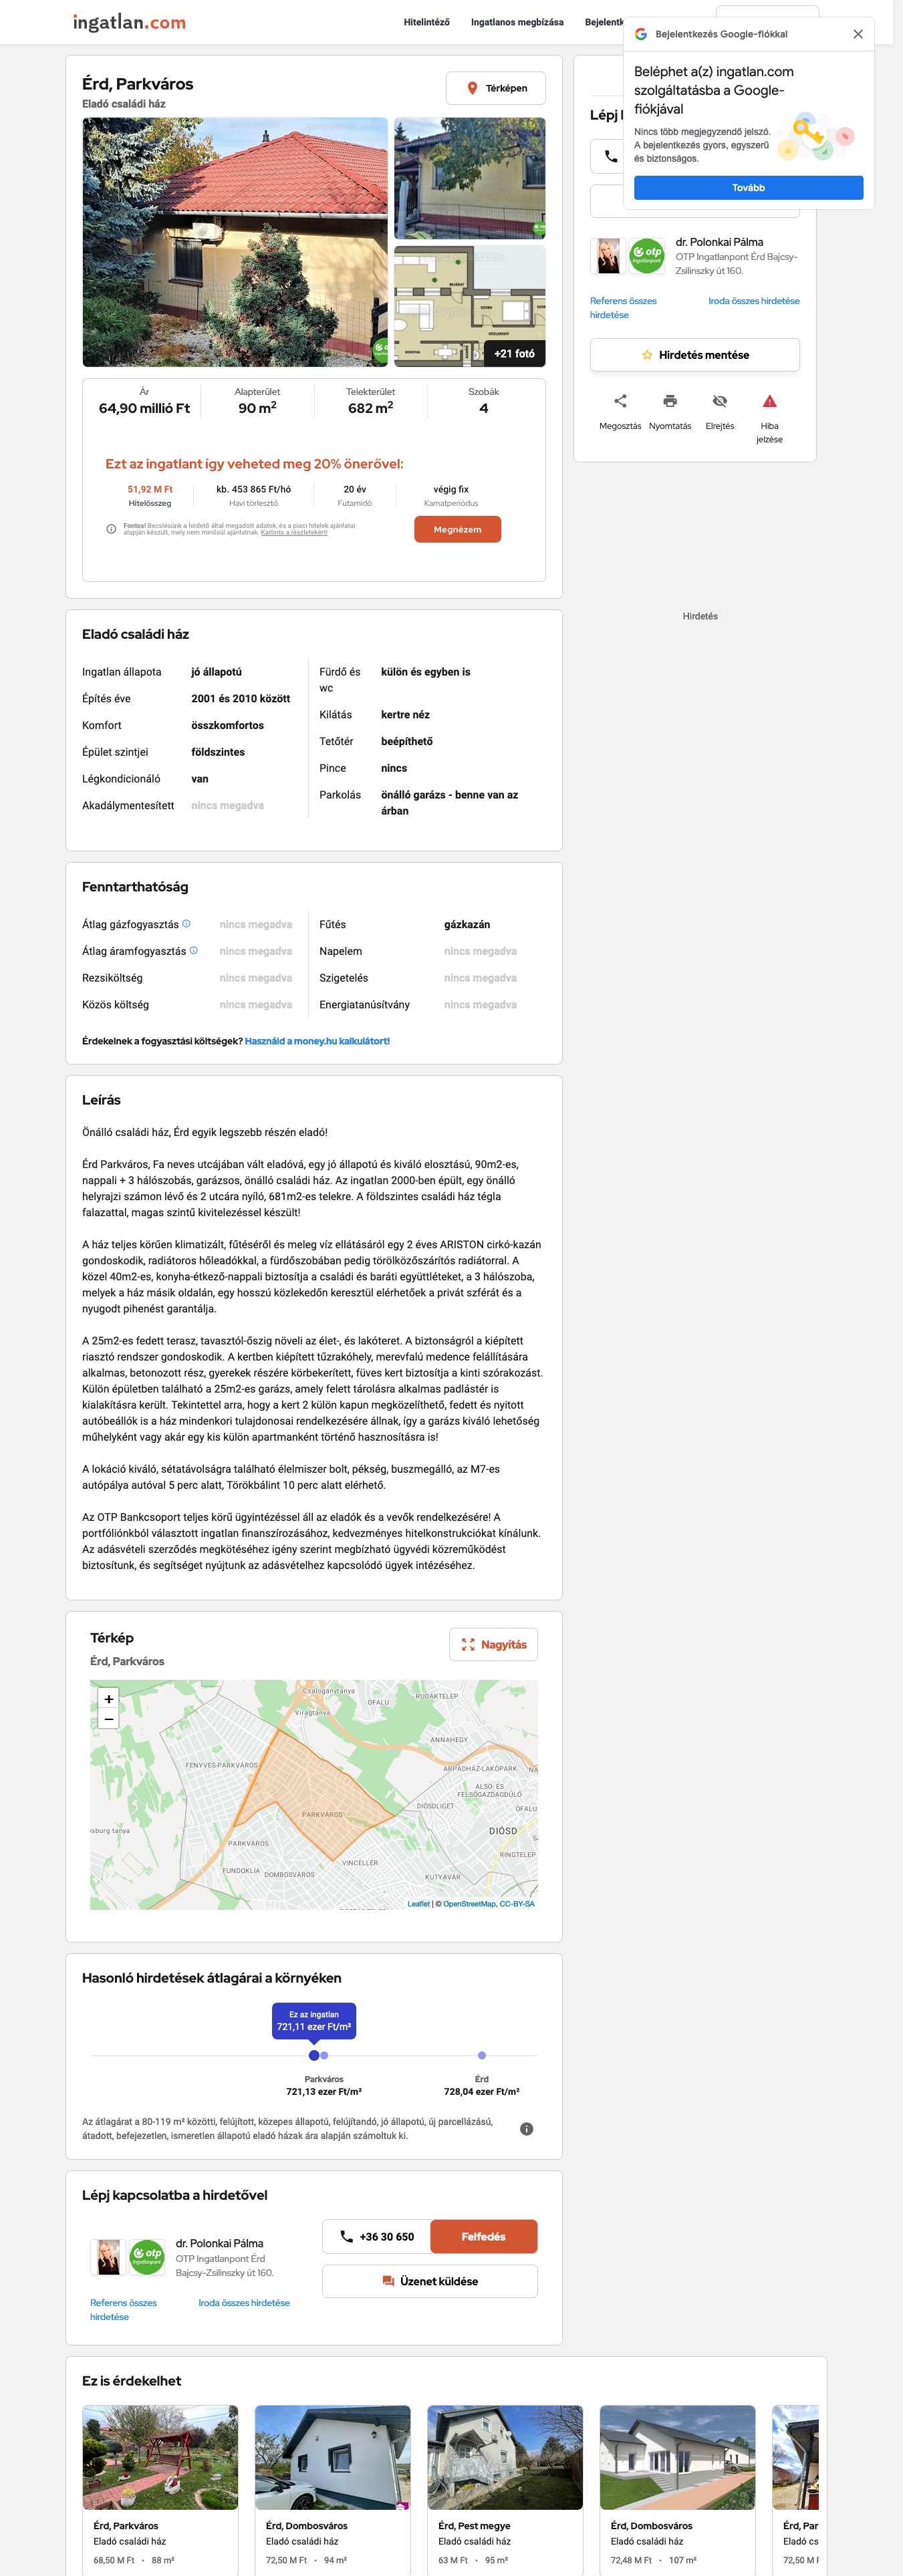 ingatlan.com
Hitelintéző
Ingatlanos megbízása
Bejelentk
Bejelentkezés Google-fiókkal
Beléphet a(z) ingatlan.com
szolgáltatásba a Google-
fiókjával
Nincs több megjegyzendő jelszó.
A bejelentkezés gyors, egyszerű
és biztonságos.
Tovább
Érd, Parkváros
Eladó családi ház
Térképen
+21 fotó
Lépj
dr. Polonkai Pálma
OTP Ingatlanpont Érd Bajcsy-
Zsilinszky út 160.
Referens összes
hirdetése
Iroda összes hirdetése
Hirdetés mentése
Megosztás
Nyomtatás
Elrejtés
Hiba
jelzése
Ár
64,90 millió Ft
Alapterület
90 m2
Telekterület
682 m2
Szobák
4
Ezt az ingatlant így veheted meg 20% önerővel:
51,92 M Ft
Hitelösszeg
kb. 453 865 Ft/hó
Havi törlesztő
20 év
Futamidő
végig fix
Kamatperiódus
Fontos! Becslésünk a hirdető által megadott adatok, és a piaci hitelek ajánlatai
alapján készült, mely nem minősül ajánlatnak. Kattints a részletekért!
Megnézem
Hirdetés
Eladó családi ház
Ingatlan állapota jó állapotú
Építés éve 2001 és 2010 között
Komfort összkomfortos
Épület szintjei földszintes
Légkondicionáló van
Akadálymentesített nincs megadva
Fürdő és
wc
külön és egyben is
Kilátás kertre néz
Tetőtér beépíthető
Pince nincs
Parkolás önálló garázs - benne van az
árban
Fenntarthatóság
Átlag gázfogyasztás nincs megadva
Átlag áramfogyasztás nincs megadva
Rezsiköltség nincs megadva
Közös költség nincs megadva
Fűtés gázkazán
Napelem nincs megadva
Szigetelés nincs megadva
Energiatanúsítvány nincs megadva
Érdekelnek a fogyasztási költségek? Használd a money.hu kalkulátort!
Leírás
Önálló családi ház, Érd egyik legszebb részén eladó!
Érd Parkváros, Fa neves utcájában vált eladóvá, egy jó állapotú és kiváló elosztású, 90m2-es,
nappali + 3 hálószobás, garázsos, önálló családi ház. Az ingatlan 2000-ben épült, egy önálló
helyrajzi számon lévő és 2 utcára nyíló, 681m2-es telekre. A földszintes családi ház tégla
falazattal, magas szintű kivitelezéssel készült!
A ház teljes körűen klimatizált, fűtéséről és meleg víz ellátásáról egy 2 éves ARISTON cirkó-kazán
gondoskodik, radiátoros hőleadókkal, a fürdőszobában pedig törölközőszárítós radiátorral. A
közel 40m2-es, konyha-étkező-nappali biztosítja a családi és baráti együttléteket, a 3 hálószoba,
melyek a ház másik oldalán, egy hosszú közlekedőn keresztül elérhetőek a privát szférát és a
nyugodt pihenést garantálja.
A 25m2-es fedett terasz, tavasztól-őszig növeli az élet-, és lakóteret. A biztonságról a kiépített
riasztó rendszer gondoskodik. A kertben kiépített tűzrakóhely, merevfalú medence felállítására
alkalmas, betonozott rész, gyerekek részére körbekerített, füves kert biztosítja a kinti szórakozást.
Külön épületben található a 25m2-es garázs, amely felett tárolásra alkalmas padlástér is
kialakításra került. Tekintettel arra, hogy a kert 2 külön kapun megközelíthető, fedett és nyitott
autóbeállók is a ház mindenkori tulajdonosai rendelkezésére állnak, így a garázs kiváló lehetőség
műhelyként vagy akár egy kis külön apartmanként történő hasznosításra is!
A lokáció kiváló, sétatávolságra található élelmiszer bolt, pékség, buszmegálló, az M7-es
autópálya autóval 5 perc alatt, Törökbálint 10 perc alatt elérhető.
Az OTP Bankcsoport teljes körű ügyintézéssel áll az eladók és a vevők rendelkezésére! A
portfóliónkból választott ingatlan finanszírozásához, kedvezményes hitelkonstrukciókat kínálunk.
Az adásvételi szerződés megkötéséhez igény szerint megbízható ügyvédi közreműködést
biztosítunk, és segítséget nyújtunk az adásvételhez kapcsolódó ügyek intézéséhez.
Térkép
Érd, Parkváros
Nagyítás
+
−
Csalogánytanya
Viragtánya
ÓFALU
RUDÁKTELEP
ANNAHEGY
FENYVES-PARKVÁROS
ÁRPÁDHÁZ-LAKÓPARK
ALSÓ- ÉS
FELSŐGAZDAGDŰLŐ
DIÓSDLIGET
ÓFALU
PARKVÁROS
DIÓSD
osburg tanya
PARKVÁROS
RINGTELEP
VINCELLÉR
FUNDOKLIA
DOMBOSVÁROS
KUTYAVÁR
Leaflet | © OpenStreetMap, CC-BY-SA
Hasonló hirdetések átlagárai a környéken
Ez az ingatlan
721,11 ezer Ft/m²
Parkváros
721,13 ezer Ft/m²
Érd
728,04 ezer Ft/m²
Az átlagárat a 80-119 m² közötti, felújított, közepes állapotú, felújítandó, jó állapotú, új parcellázású,
átadott, befejezetlen, ismeretlen állapotú eladó házak ára alapján számoltuk ki.
Lépj kapcsolatba a hirdetővel
dr. Polonkai Pálma
OTP Ingatlanpont Érd
Bajcsy-Zsilinszky út 160.
Referens összes
hirdetése
Iroda összes hirdetése
+36 30 650
Felfedés
Üzenet küldése
Ez is érdekelhet
Érd, Parkváros
Eladó családi ház
68,50 M Ft · 88 m²
Érd, Dombosváros
Eladó családi ház
72,50 M Ft · 94 m²
Érd, Pest megye
Eladó családi ház
63 M Ft · 95 m²
Érd, Dombosváros
Eladó családi ház
72,48 M Ft · 107 m²
Érd, Par
Eladó cs
72,50 M F